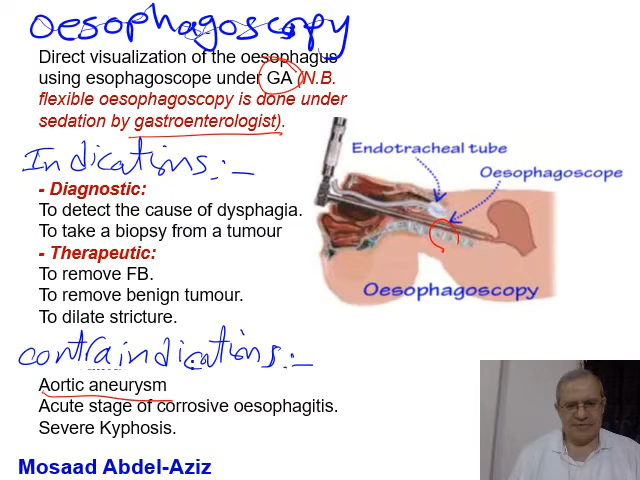 Oesophagoscopy
Direct visualization of the oesophagus
using esophagoscope under GA (N.B.
flexible oesophagoscopy is done under
sedation by gastroenterologist).
Indications:-
- Diagnostic:
To detect the cause of dysphagia.
To take a biopsy from a tumour
- Therapeutic:
To remove FB.
To remove benign tumour.
To dilate stricture.
Contraindications:-
Aortic aneurysm
Acute stage of corrosive oesophagitis.
Severe Kyphosis.
Mosaad Abdel-Aziz
Endotracheal tube
Oesophagoscope
Oesophagoscopy